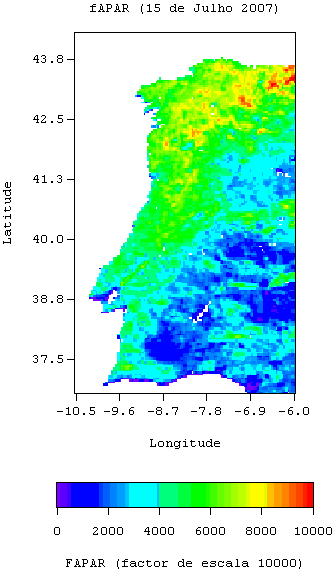 fAPAR (15 de Julho 2007)
43.8
42.5
41.3
40.0
38.8
37.5
Latitude
-10.5 -9.6 -8.7 -7.8 -6.9 -6.0
Longitude
0 2000 4000 6000 8000 10000
FAPAR (factor de escala 10000)